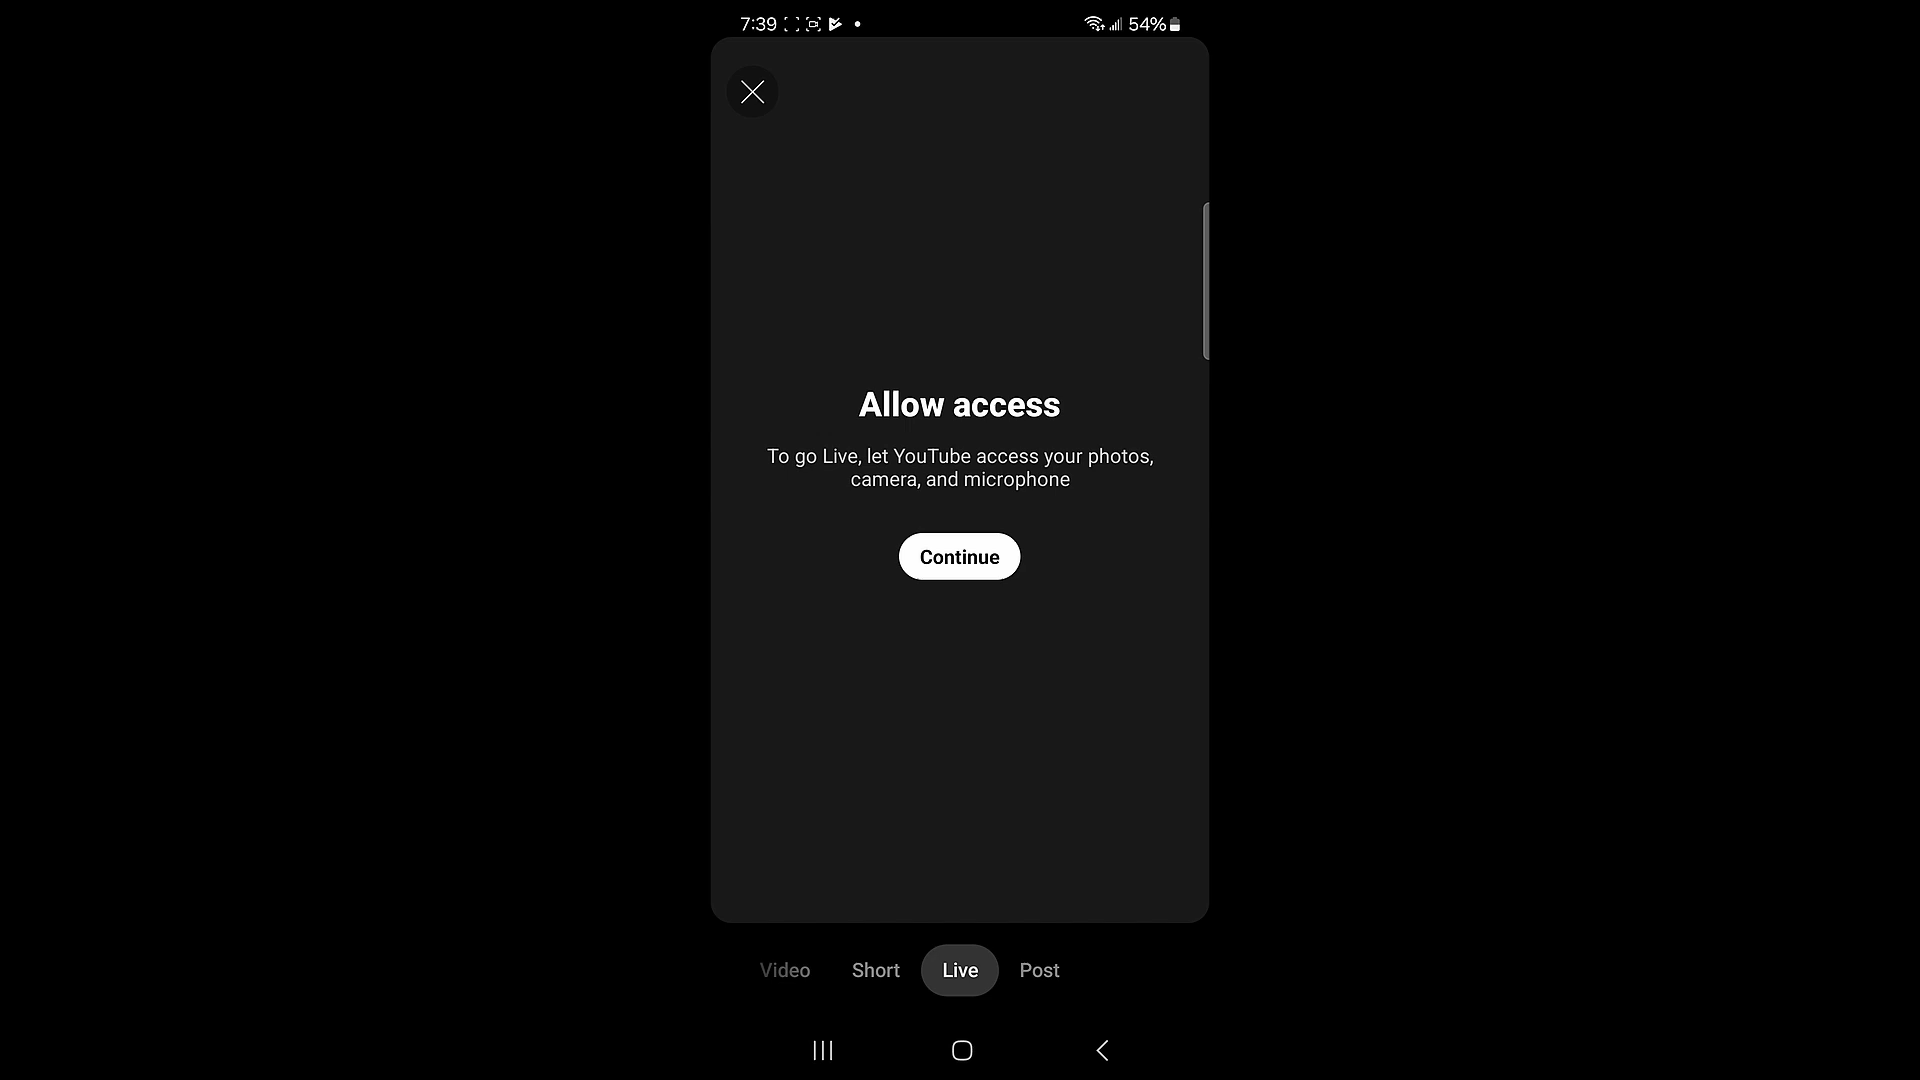 7:39 54%
Allow access
To go Live, let YouTube access your photos,
camera, and microphone
Continue
Video Short Live Post